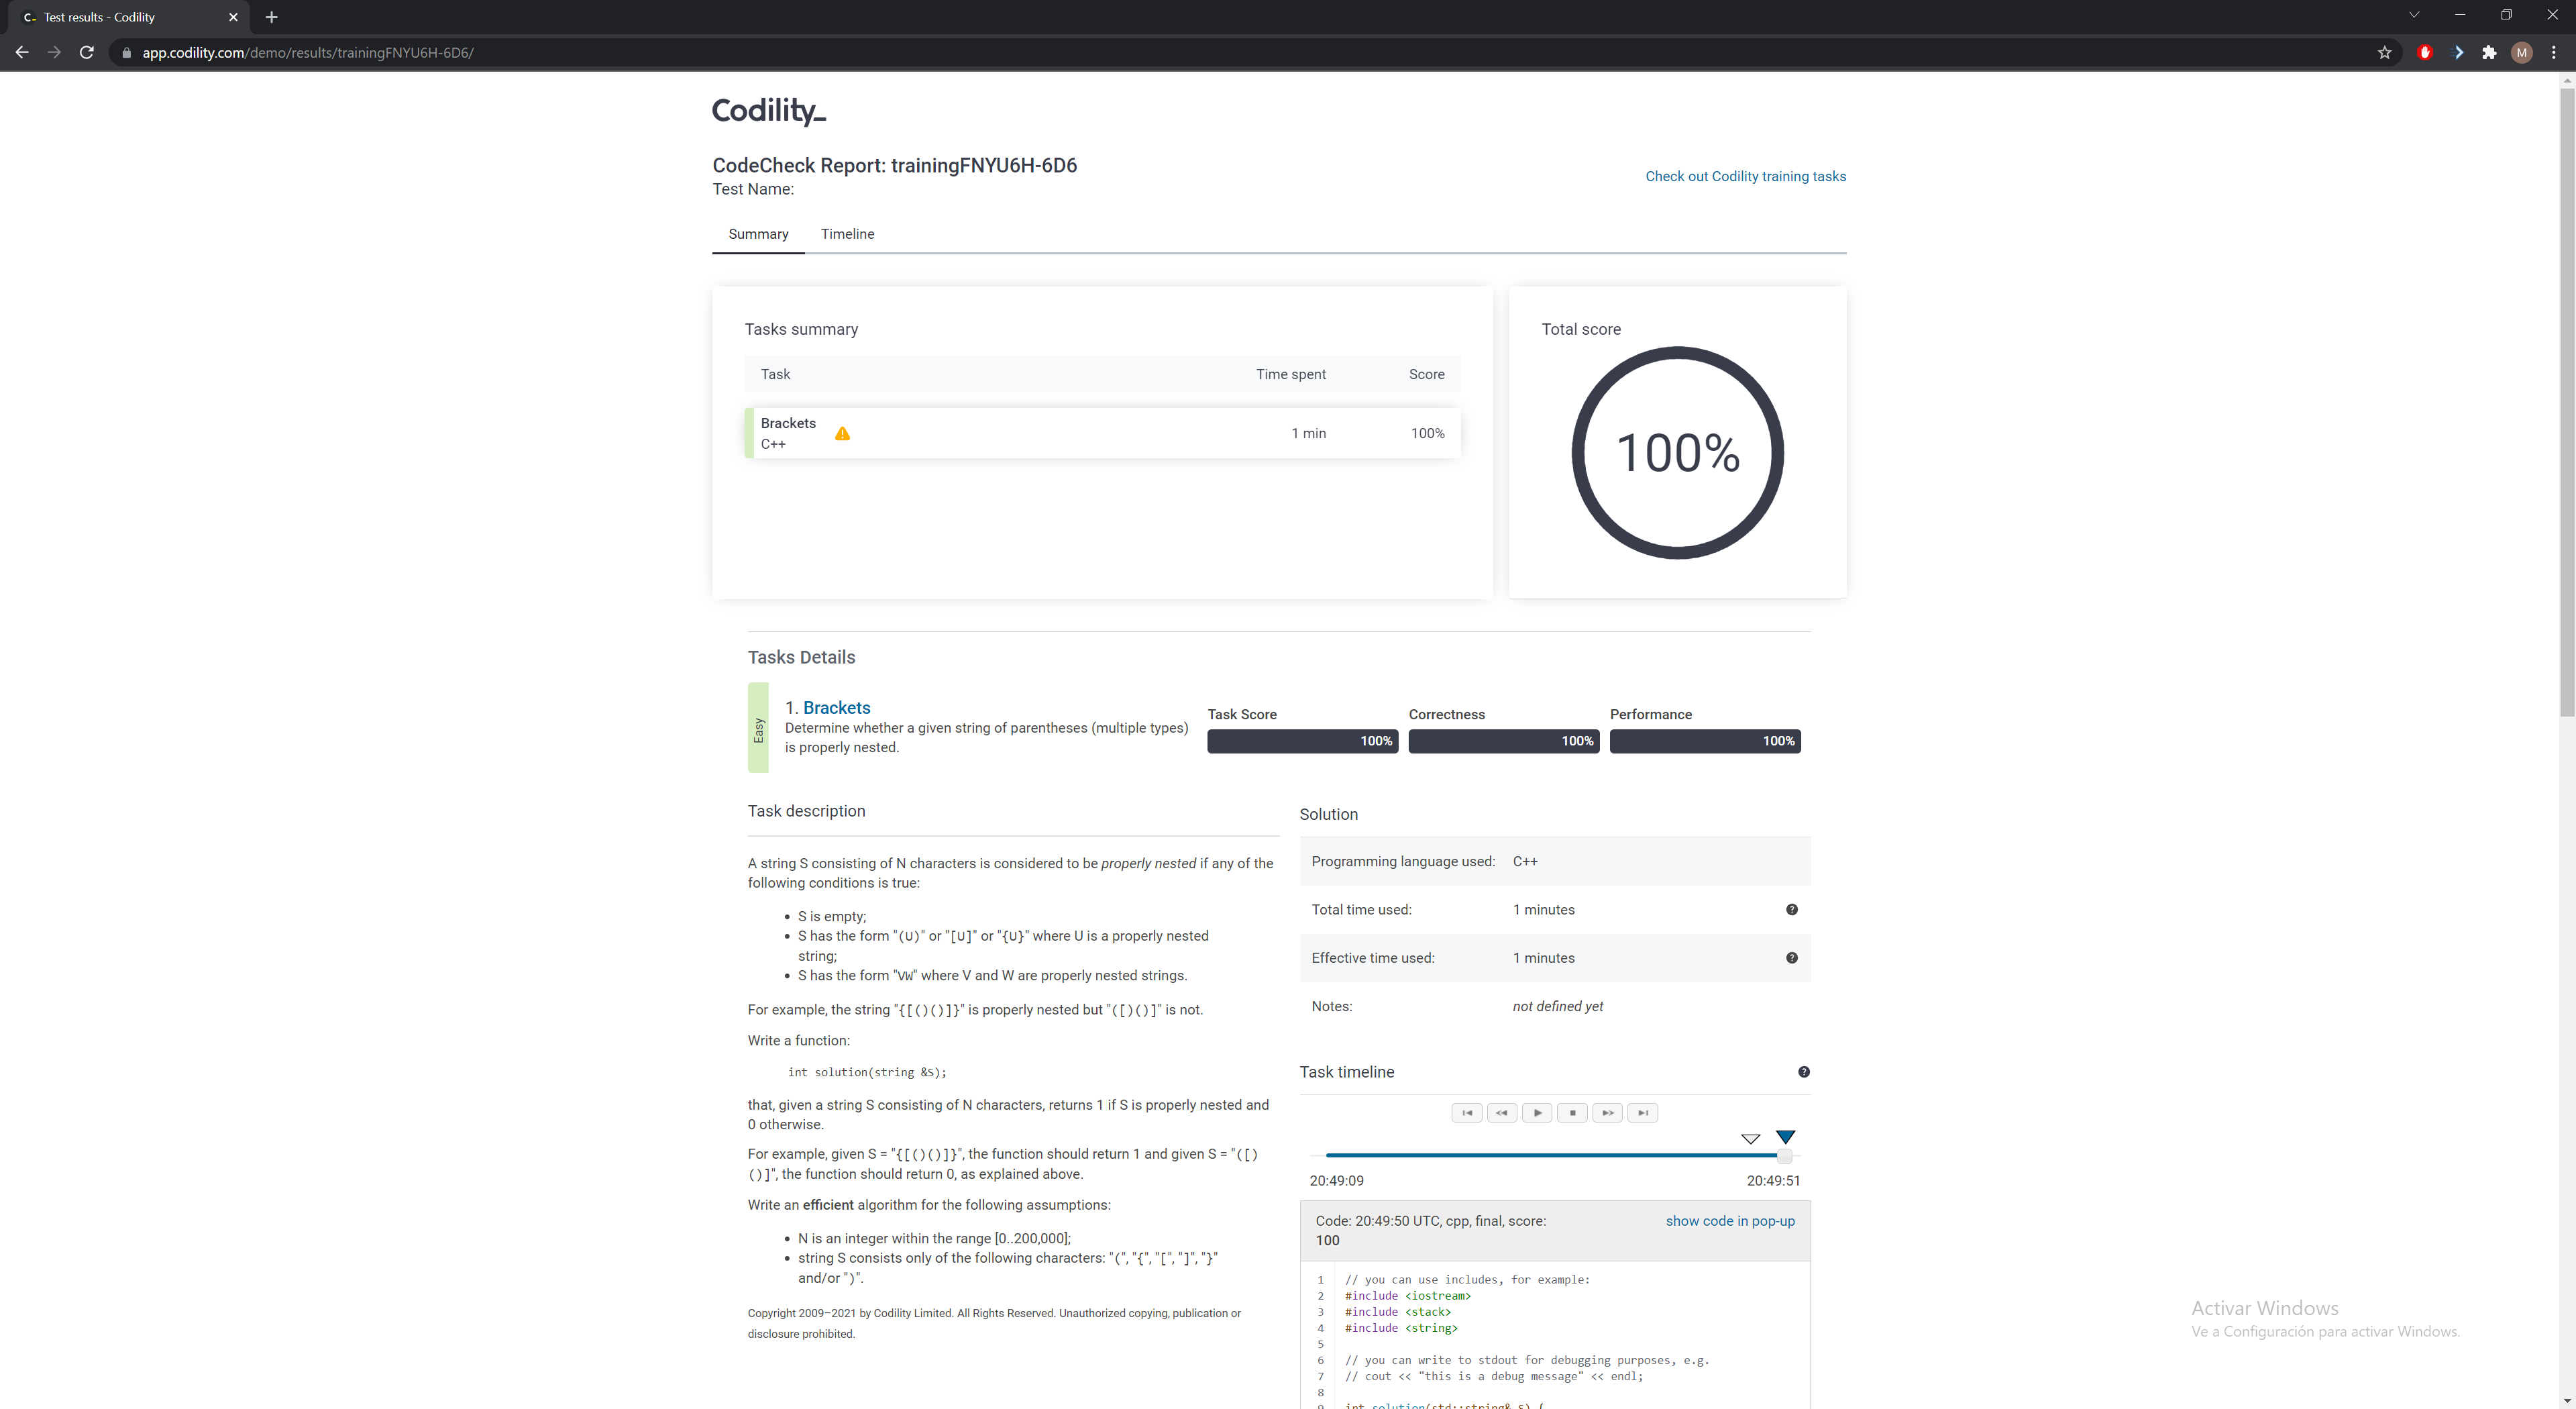 Test results - Codility
app.codility.com/demo/results/trainingFNYU6H-6D6/
M
Codility_
CodeCheck Report: trainingFNYU6H-6D6
Test Name:
Check out Codility training tasks
Summary Timeline
Tasks summary
Task Time spent Score
Brackets
C++
1 min 100%
Total score
100%
Tasks Details
Easy
1. Brackets
Determine whether a given string of parentheses (multiple types)
is properly nested.
Task Score Correctness Performance
100% 100% 100%
Task description
A string S consisting of N characters is considered to be properly nested if any of the
following conditions is true:
• S is empty;
• S has the form "(U)" or "[U]" or "{U}" where U is a properly nested
string;
• S has the form "VW" where V and W are properly nested strings.
For example, the string "{[()()]}" is properly nested but "([)()]" is not.
Write a function:
int solution(string &S);
that, given a string S consisting of N characters, returns 1 if S is properly nested and
0 otherwise.
For example, given S = "{[()()]}", the function should return 1 and given S = "([)
()]", the function should return 0, as explained above.
Write an efficient algorithm for the following assumptions:
• N is an integer within the range [0..200,000];
• string S consists only of the following characters: "(", "{", "[", "]", "}"
and/or ")".
Copyright 2009–2021 by Codility Limited. All Rights Reserved. Unauthorized copying, publication or
disclosure prohibited.
Solution
Programming language used: C++
Total time used: 1 minutes
Effective time used: 1 minutes
Notes: not defined yet
Task timeline
20:49:09 20:49:51
Code: 20:49:50 UTC, cpp, final, score:
100
show code in pop-up
1 // you can use includes, for example:
2 #include <iostream>
3 #include <stack>
4 #include <string>
5
6 // you can write to stdout for debugging purposes, e.g.
7 // cout << "this is a debug message" << endl;
8
9 int solution(std::string& S) {
Activar Windows
Ve a Configuración para activar Windows.